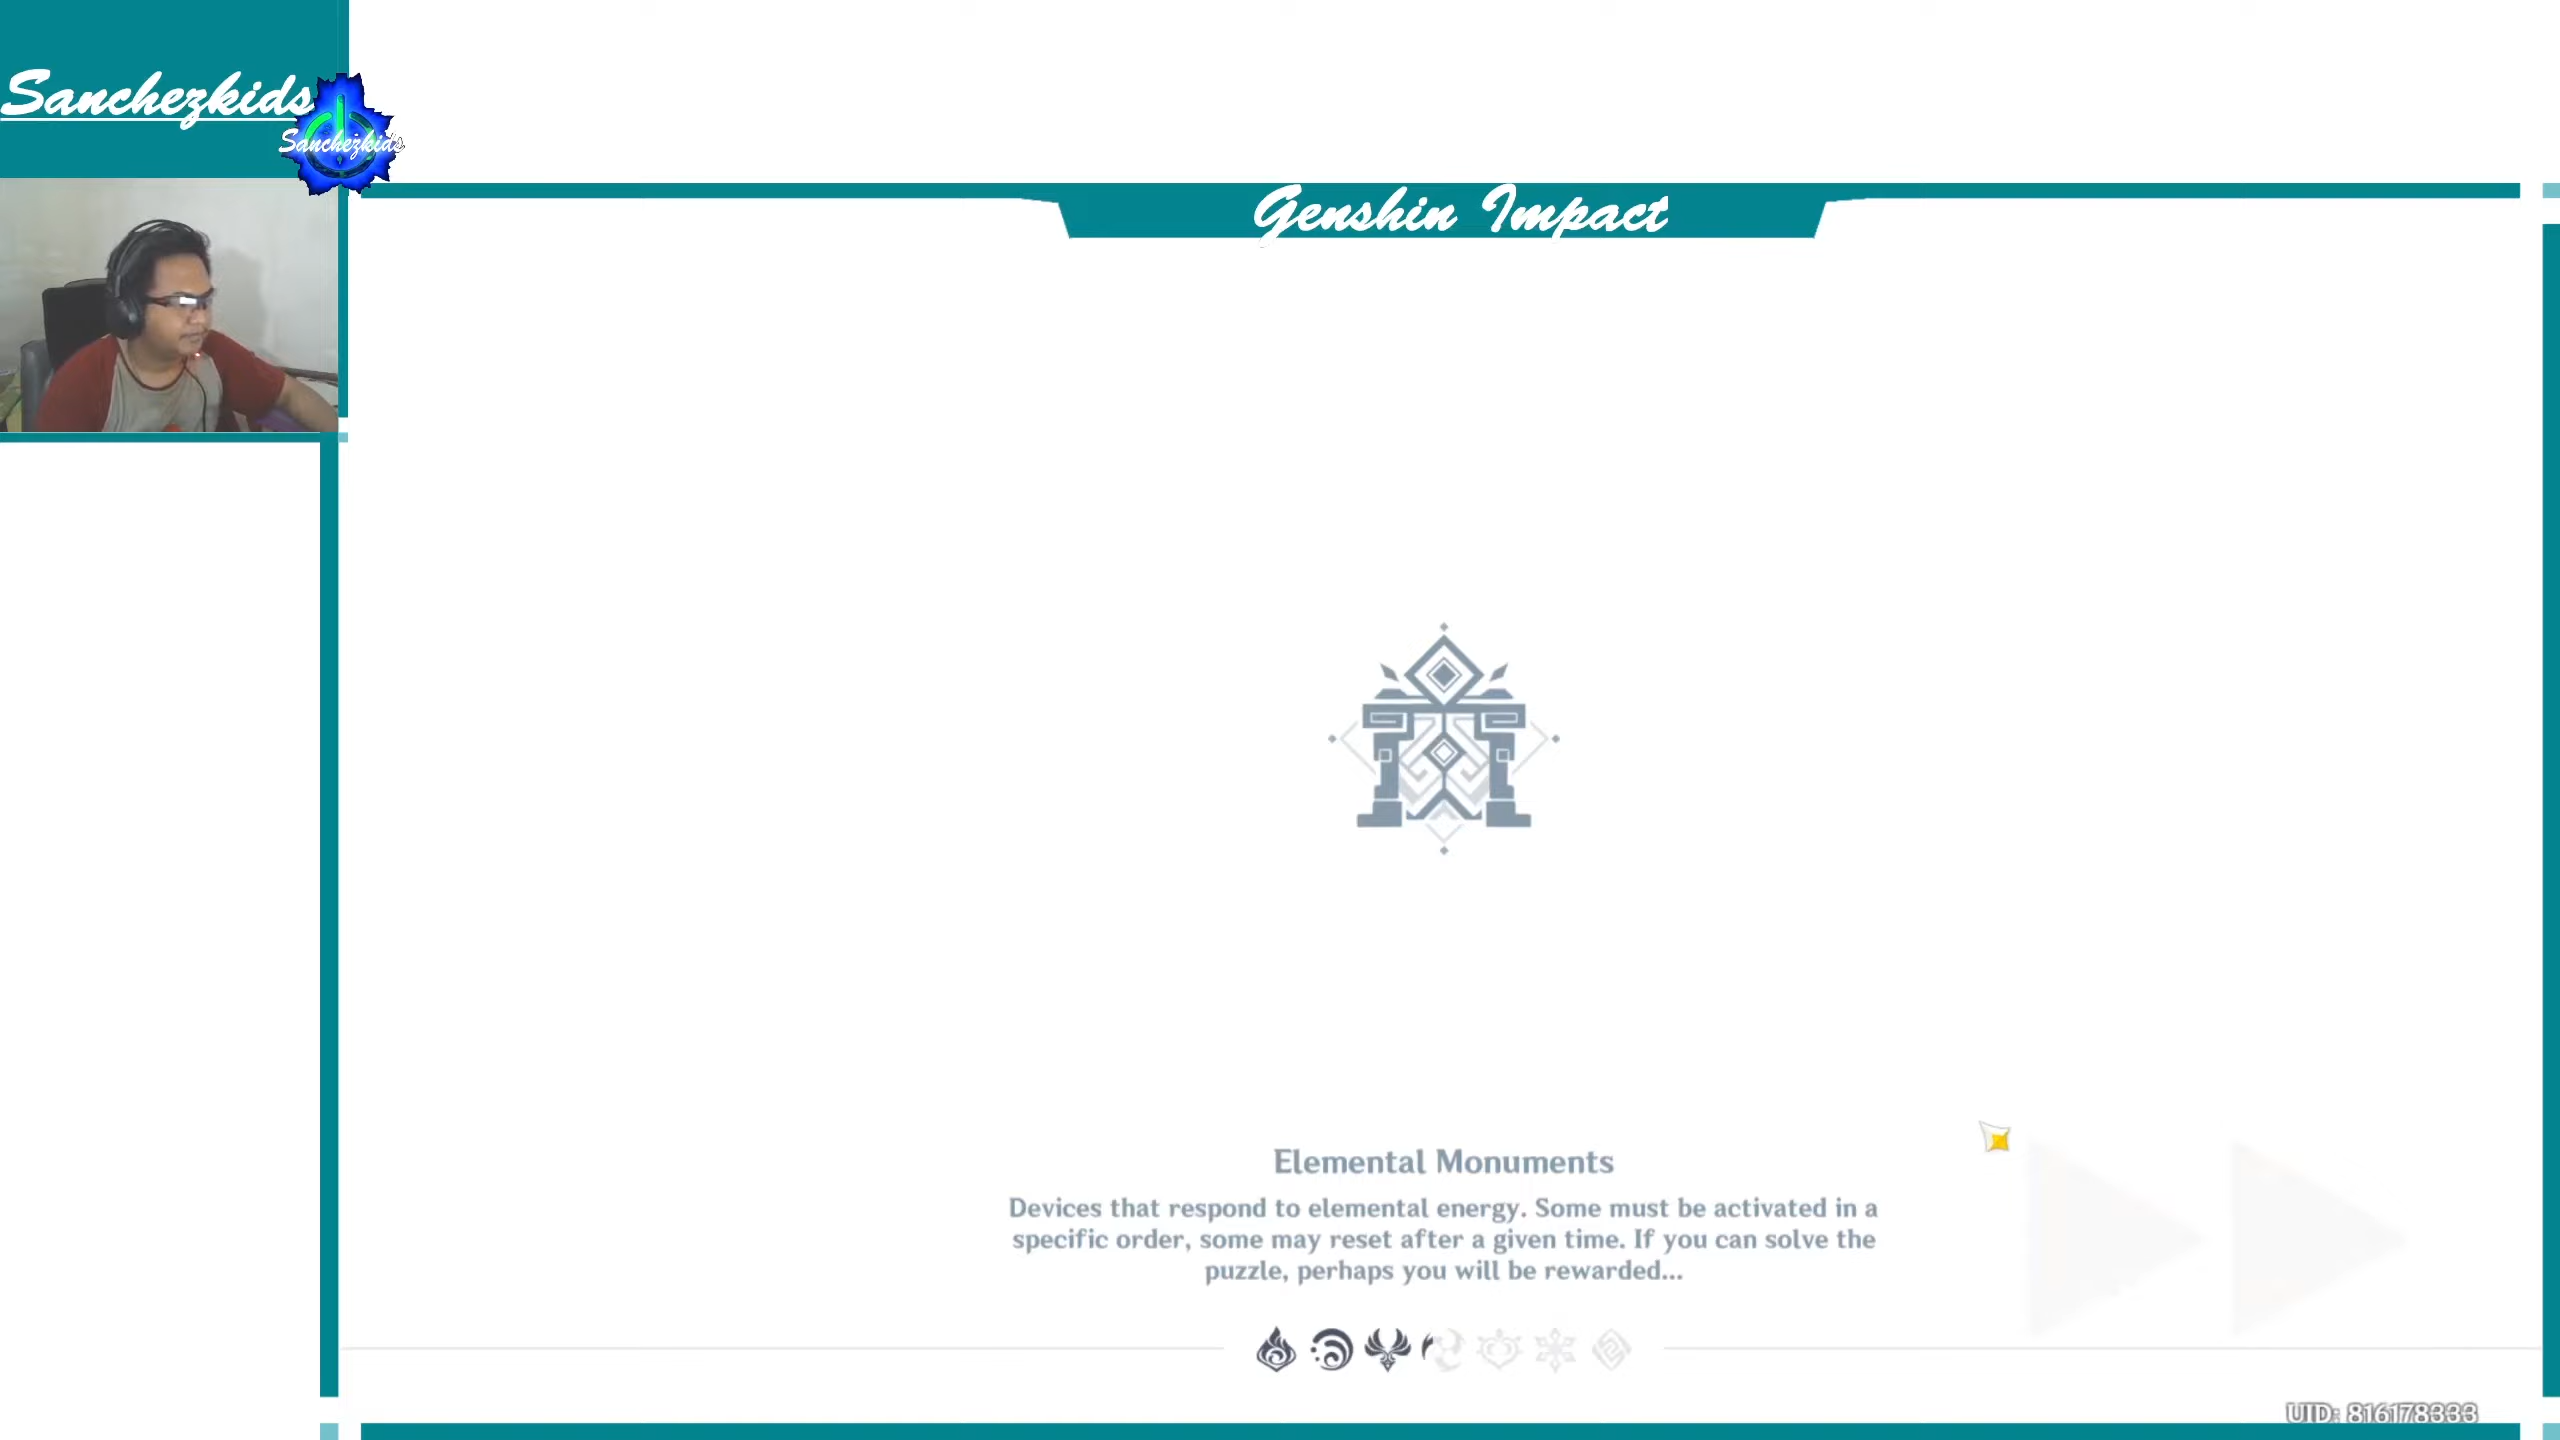 Sanchezkids
Sanchezkids
Genshin Impact
Elemental Monuments
Devices that respond to elemental energy. Some must be activated in a
specific order, some may reset after a given time. If you can solve the
puzzle, perhaps you will be rewarded...
UID: 816178333